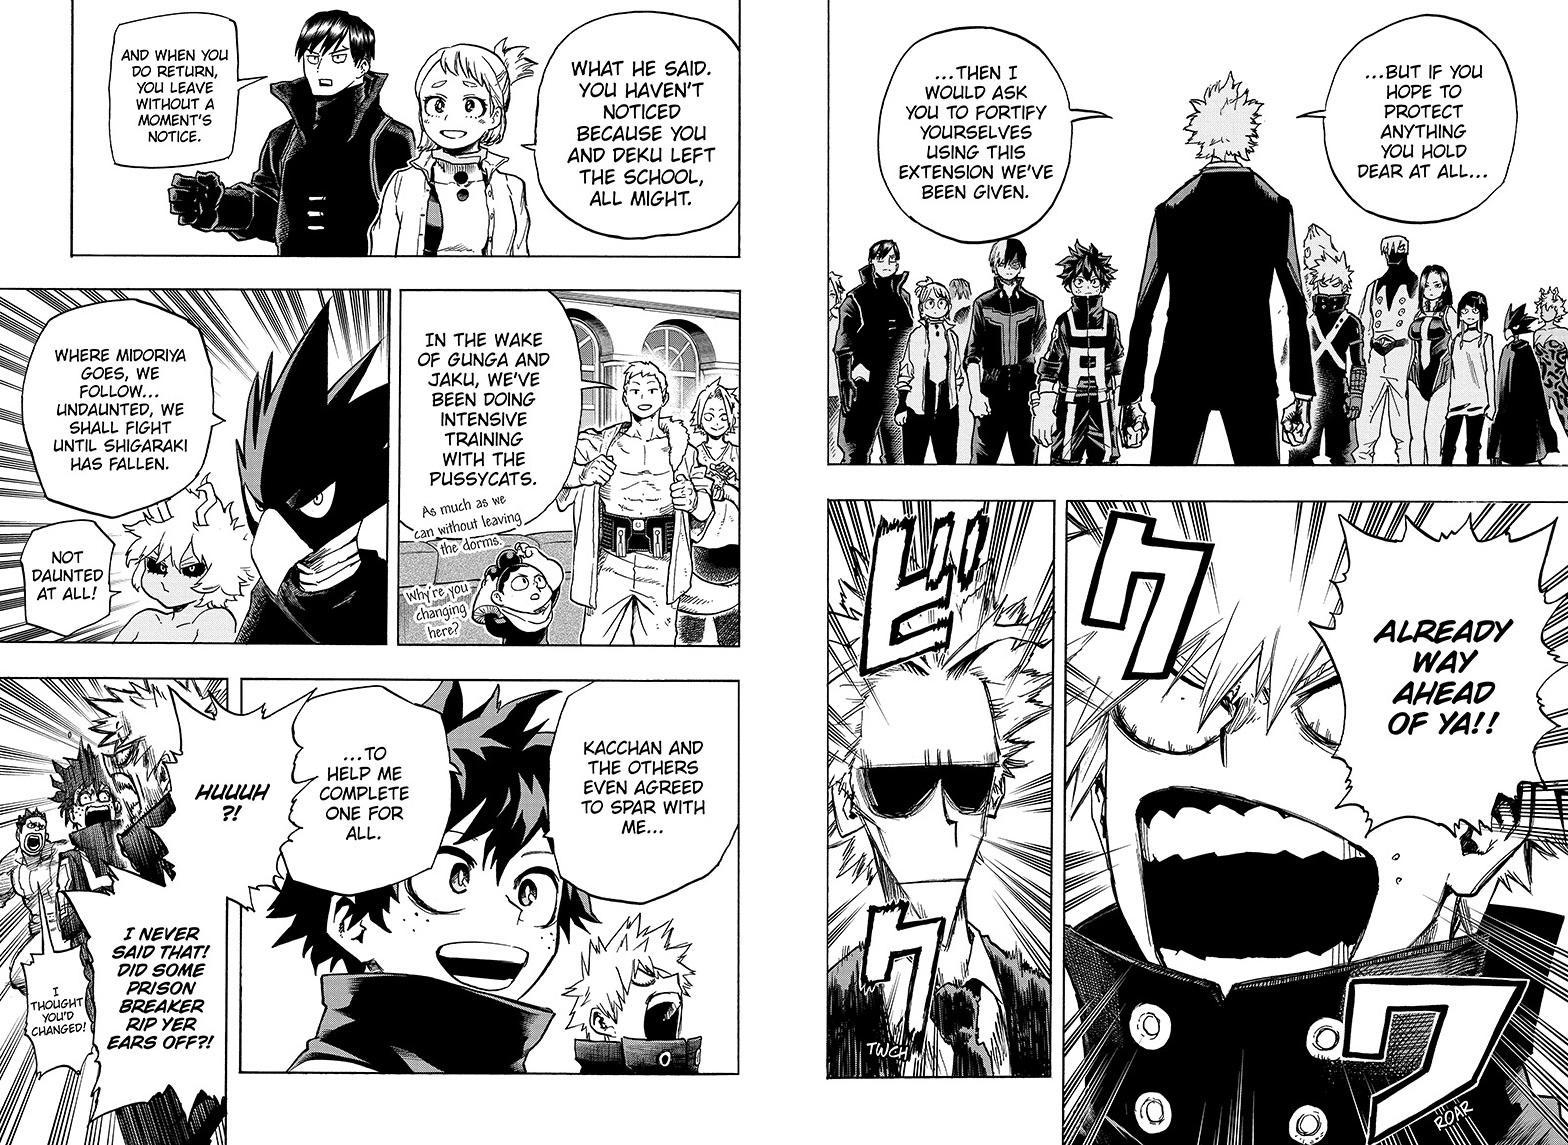 ...BUT IF YOU
HOPE TO
PROTECT
ANYTHING
YOU HOLD
DEAR AT ALL...
...THEN I
WOULD ASK
YOU TO FORTIFY
YOURSELVES
USING THIS
EXTENSION WE'VE
BEEN GIVEN.
ALREADY
WAY
AHEAD
OF YA!!
クワ
ROAR
ビクッ
TWCH
WHAT HE SAID.
YOU HAVEN'T
NOTICED
BECAUSE YOU
AND DEKU LEFT
THE SCHOOL,
ALL MIGHT.
AND WHEN YOU
DO RETURN,
YOU LEAVE
WITHOUT A
MOMENT'S
NOTICE.
IN THE WAKE
OF GUNGA AND
JAKU, WE'VE
BEEN DOING
INTENSIVE
TRAINING
WITH THE
PUSSYCATS.
As much as we
can without leaving
the dorms.
Why're you
changing
here?
WHERE MIDORIYA
GOES, WE
FOLLOW...
UNDAUNTED, WE
SHALL FIGHT
UNTIL SHIGARAKI
HAS FALLEN.
NOT
DAUNTED
AT ALL!
KACCHAN AND
THE OTHERS
EVEN AGREED
TO SPAR WITH
ME...
...TO
HELP ME
COMPLETE
ONE FOR
ALL.
HUUUH
?!
I NEVER
SAID THAT!
DID SOME
PRISON
BREAKER
RIP YER
EARS OFF?!
I
THOUGHT
YOU'D
CHANGED!